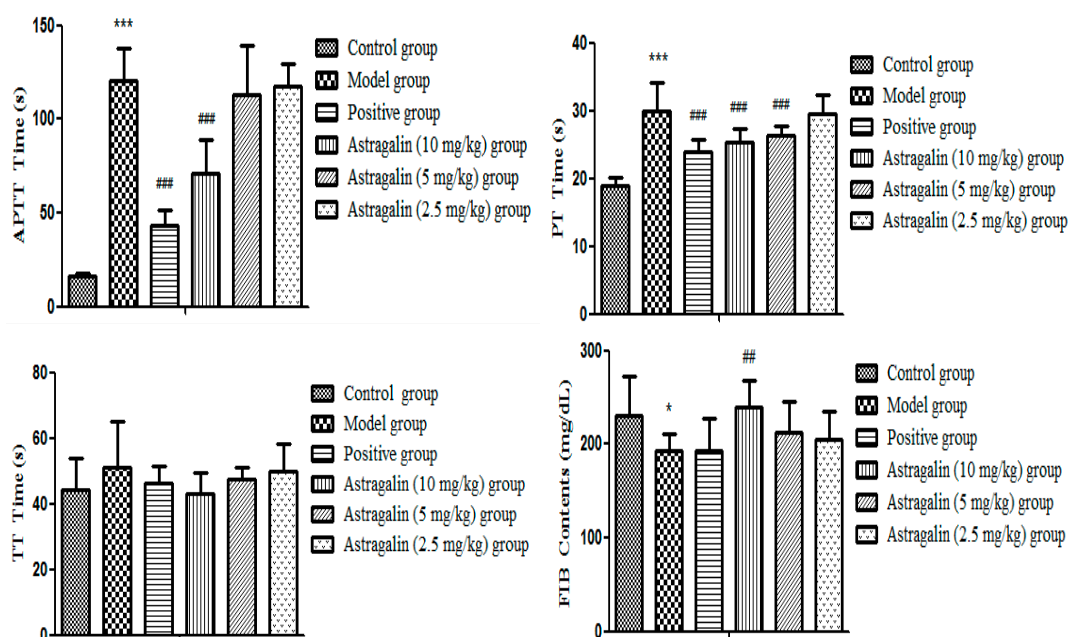 150
100
50
0
APTT Time (s)
***
###
###
Control group
Model group
Positive group
Astragalin (10 mg/kg) group
Astragalin (5 mg/kg) group
Astragalin (2.5 mg/kg) group
40
30
20
10
0
PT Time (s)
***
###
###
###
Control group
Model group
Positive group
Astragalin (10 mg/kg) group
Astragalin (5 mg/kg) group
Astragalin (2.5 mg/kg) group
80
60
40
20
0
TT Time (s)
Control group
Model group
Positive group
Astragalin (10 mg/kg) group
Astragalin (5 mg/kg) group
Astragalin (2.5 mg/kg) group
300
200
100
0
FIB Contents (mg/dL)
*
##
Control group
Model group
Positive group
Astragalin (10 mg/kg) group
Astragalin (5 mg/kg) group
Astragalin (2.5 mg/kg) group